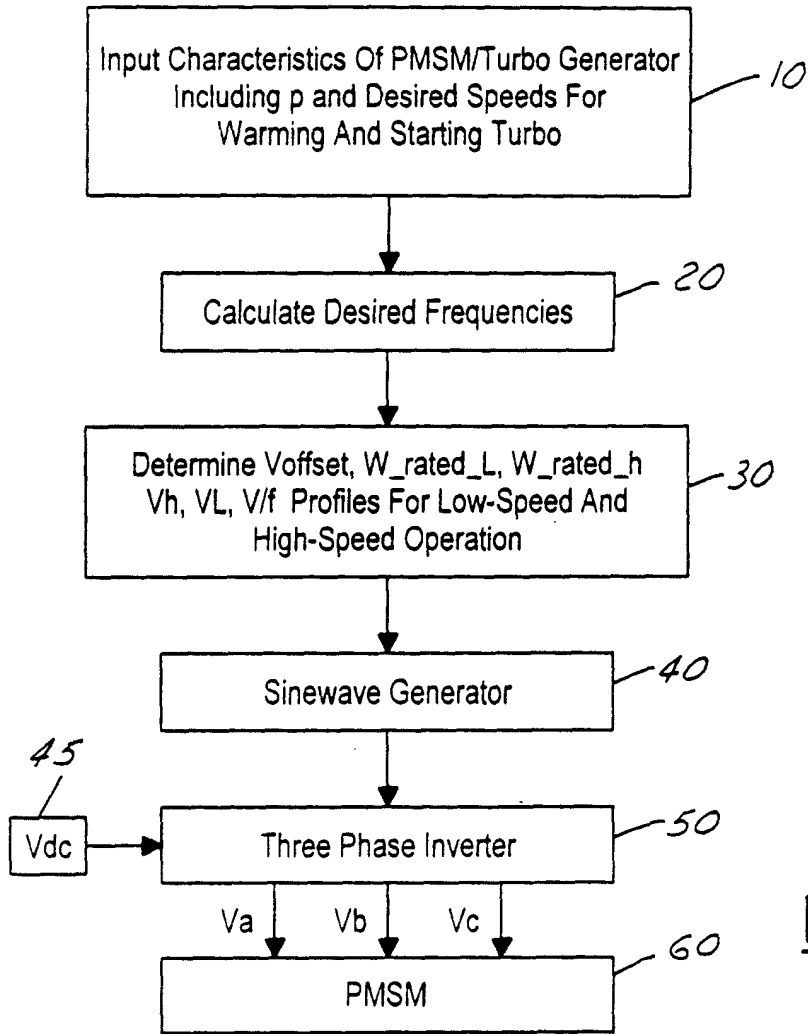 Input Characteristics Of PMSM/Turbo Generator
Including p and Desired Speeds For
Warming And Starting Turbo
10
Calculate Desired Frequencies
20
Determine Voffset, W_rated_L, W_rated_h
Vh, VL, V/f Profiles For Low-Speed And
High-Speed Operation
30
Sinewave Generator
40
45
Vdc
Three Phase Inverter
50
Va Vb Vc
PMSM
60